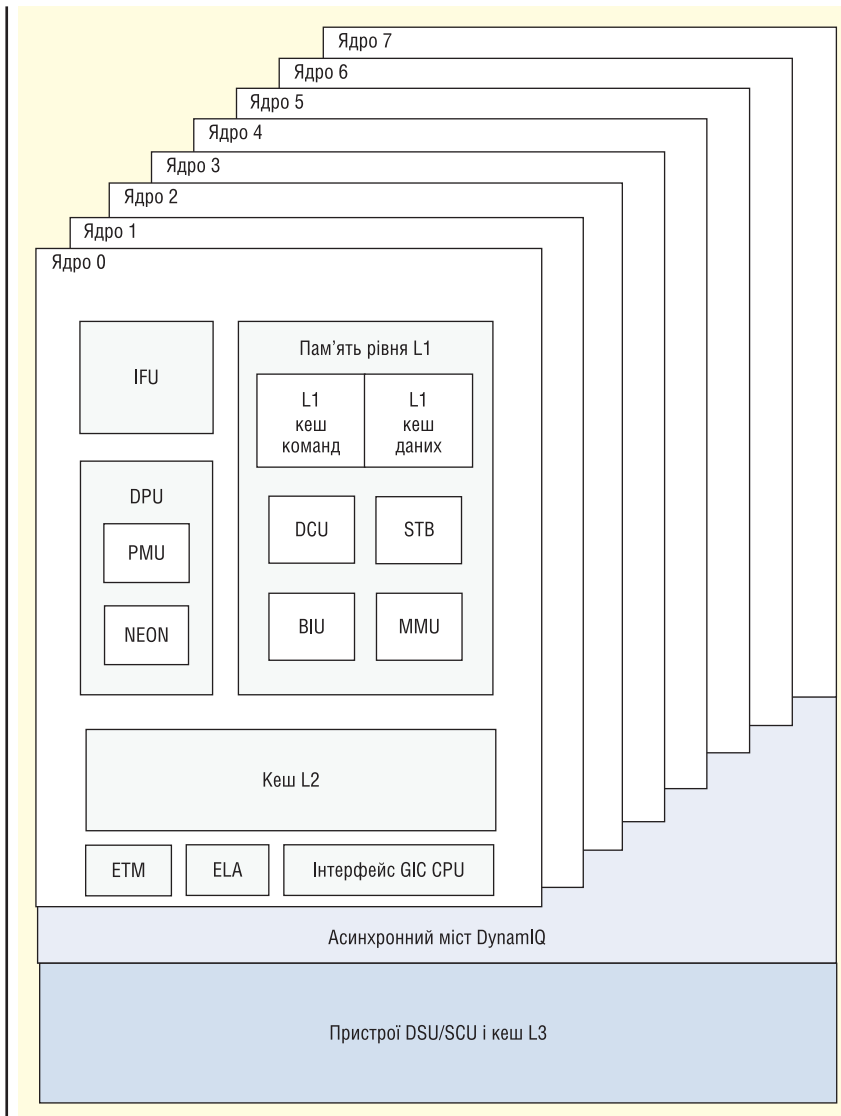 Ядро 7
Ядро 6
Ядро 5
Ядро 4
Ядро 3
Ядро 2
Ядро 1
Ядро 0
IFU
DPU
PMU
NEON
Пам’ять рівня L1
L1
кеш
команд
L1
кеш
даних
DCU
STB
BIU
MMU
Кеш L2
ETM
ELA
Інтерфейс GIC CPU
Асинхронний міст DynamIQ
Пристрої DSU/SCU і кеш L3